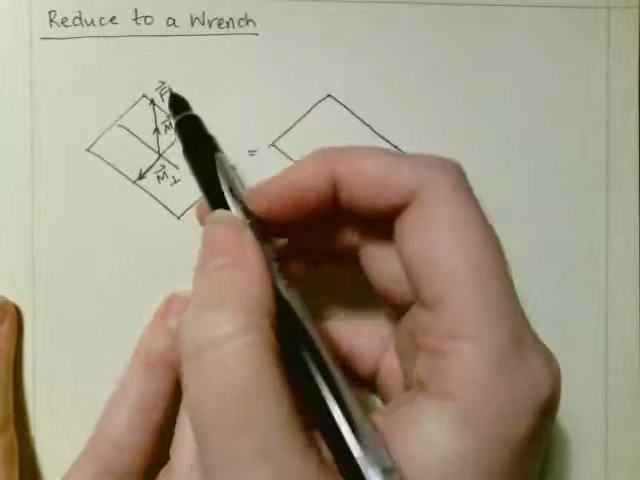 Reduce to a Wrench
F
M
=
M⊥